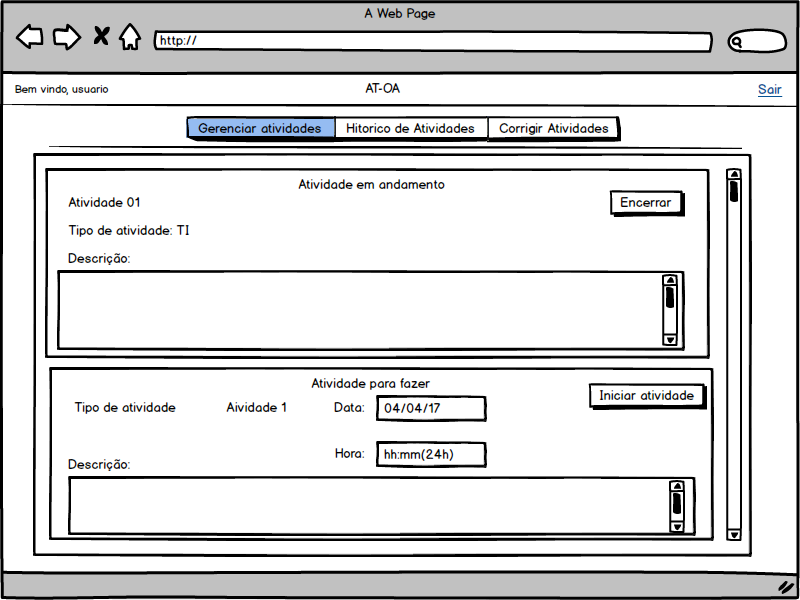 A Web Page
http://
Bem vindo, usuario
AT-OA
Sair
Gerenciar atividades
Hitorico de Atividades
Corrigir Atividades
Atividade em andamento
Atividade 01
Encerrar
Tipo de atividade: TI
Descrição:
Atividade para fazer
Iniciar atividade
Tipo de atividade
Aividade 1
Data:
04/04/17
Hora:
hh:mm(24h)
Descrição: